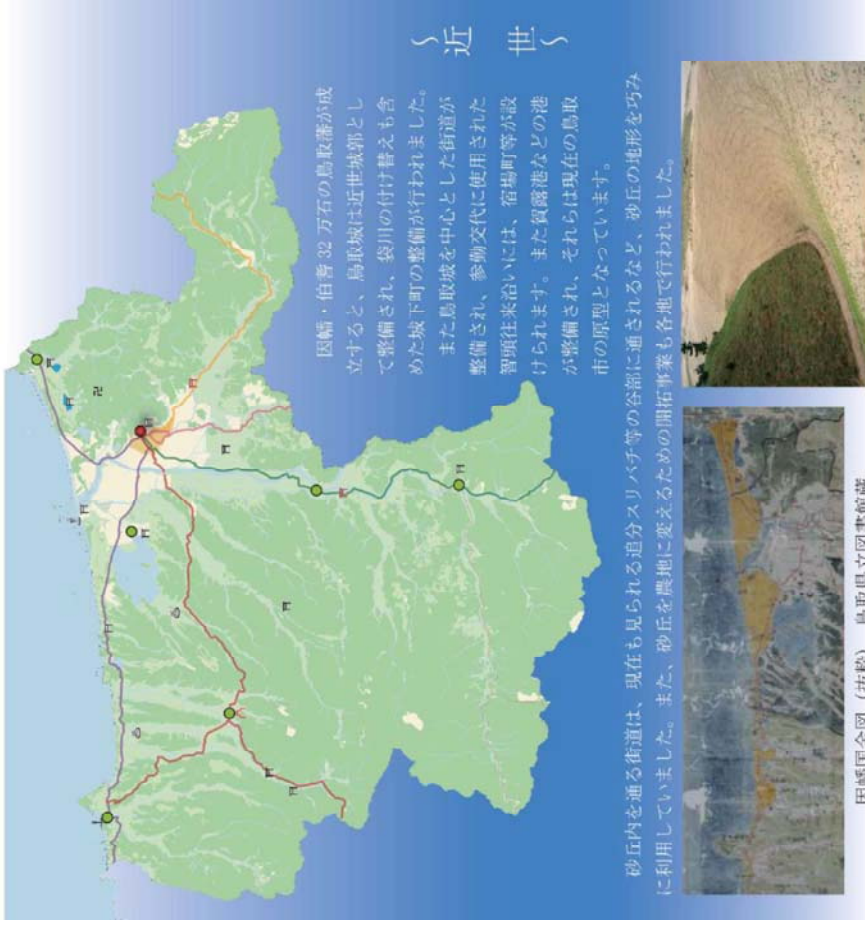 ～近世～
因幡・伯耆 32 万石の鳥取藩が成
立すると、鳥取城は近世城郭とし
て整備され、袋川の付け替えも含
めた城下町の整備が行われました。
また鳥取城を中心とした街道が
整備され、参勤交代に使用された
智頭往来沿いには、宿場町等が設
けられます。また賀露港などの港
が整備され、それらは現在の鳥取
市の原型となっています。
砂丘内を通る街道は、現在も見られる追分スリバチ等の谷部に通されるなど、砂丘の地形を巧み
に利用していました。また、砂丘を農地に変えるための開拓事業も各地で行われました。
因幡国全図（抜粋）　鳥取県立図書館蔵